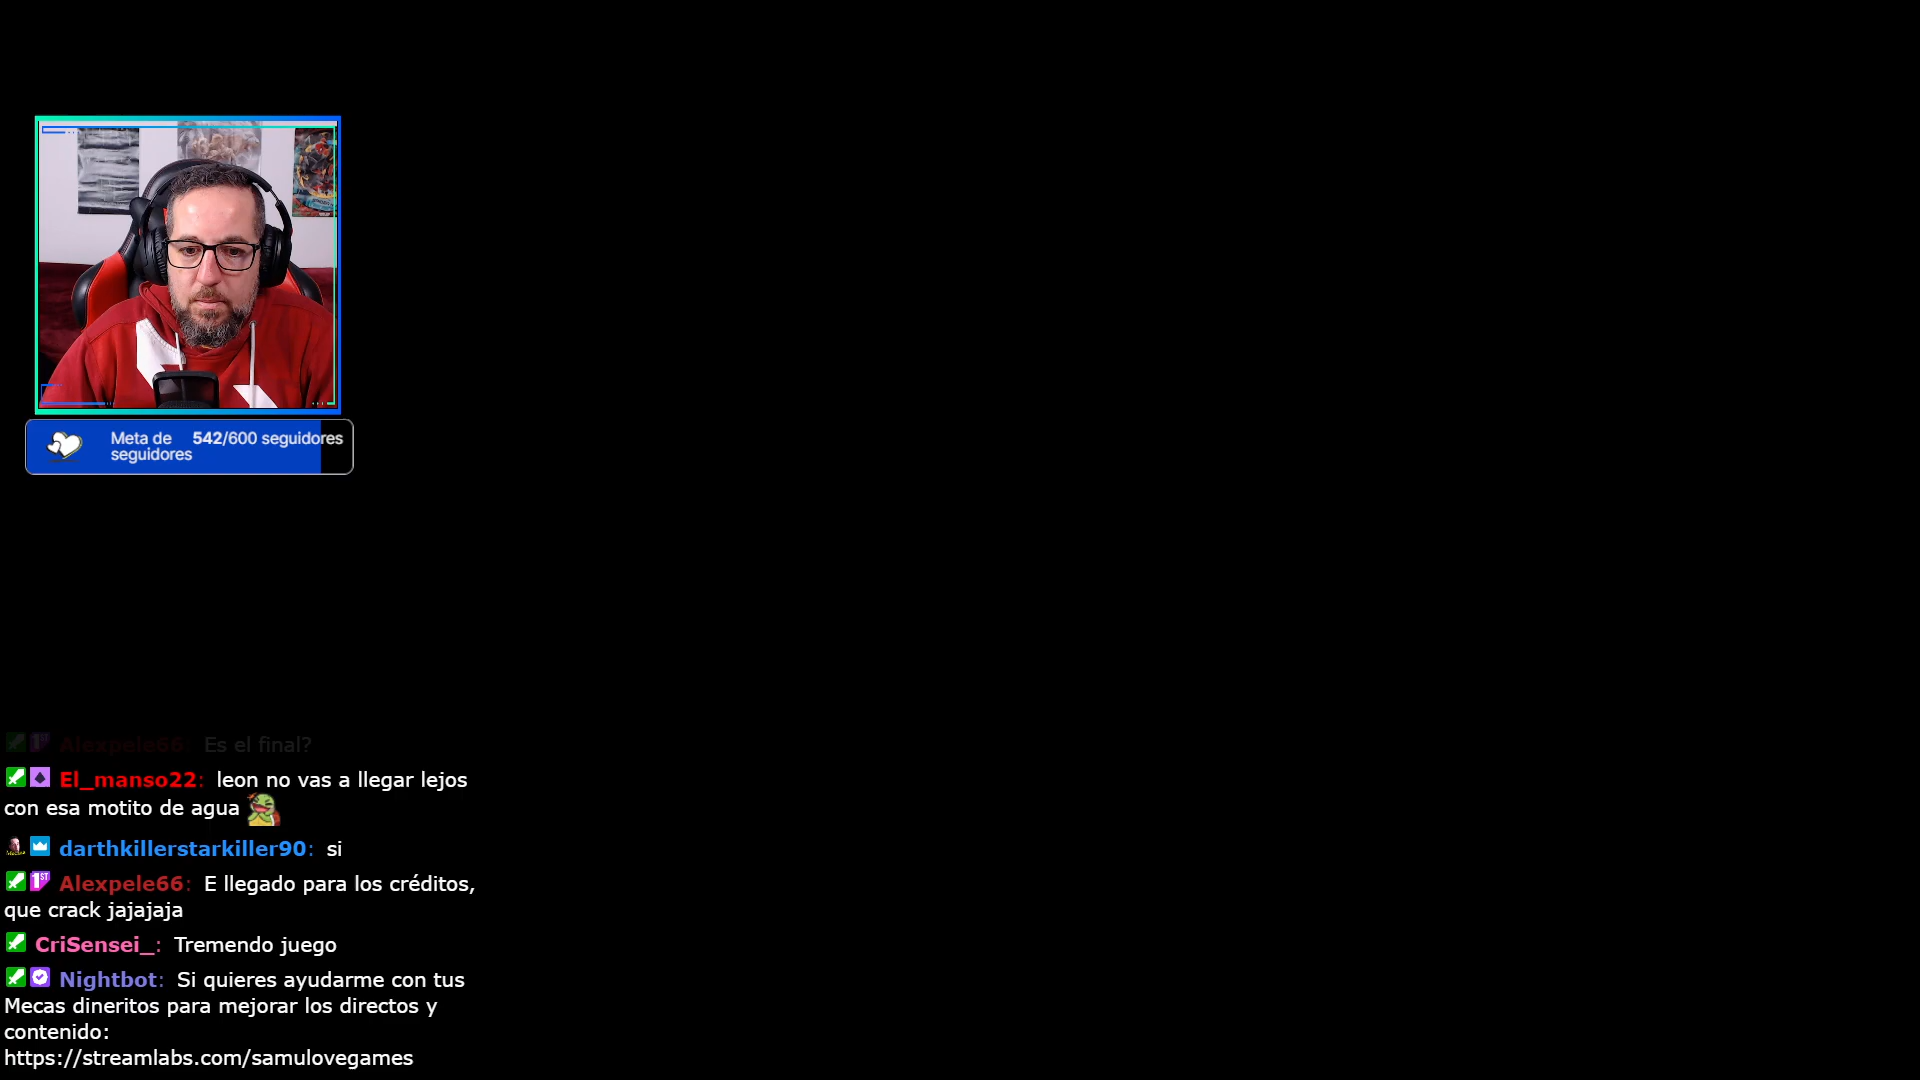 Meta de seguidores 542/600 seguidores
Alexpele66: Es el final?
El_manso22: leon no vas a llegar lejos
con esa motito de agua
darthkillerstarkiller90: si
Alexpele66: E llegado para los créditos,
que crack jajajaja
CriSensei_: Tremendo juego
Nightbot: Si quieres ayudarme con tus
Mecas dineritos para mejorar los directos y
contenido:
https://streamlabs.com/samulovegames